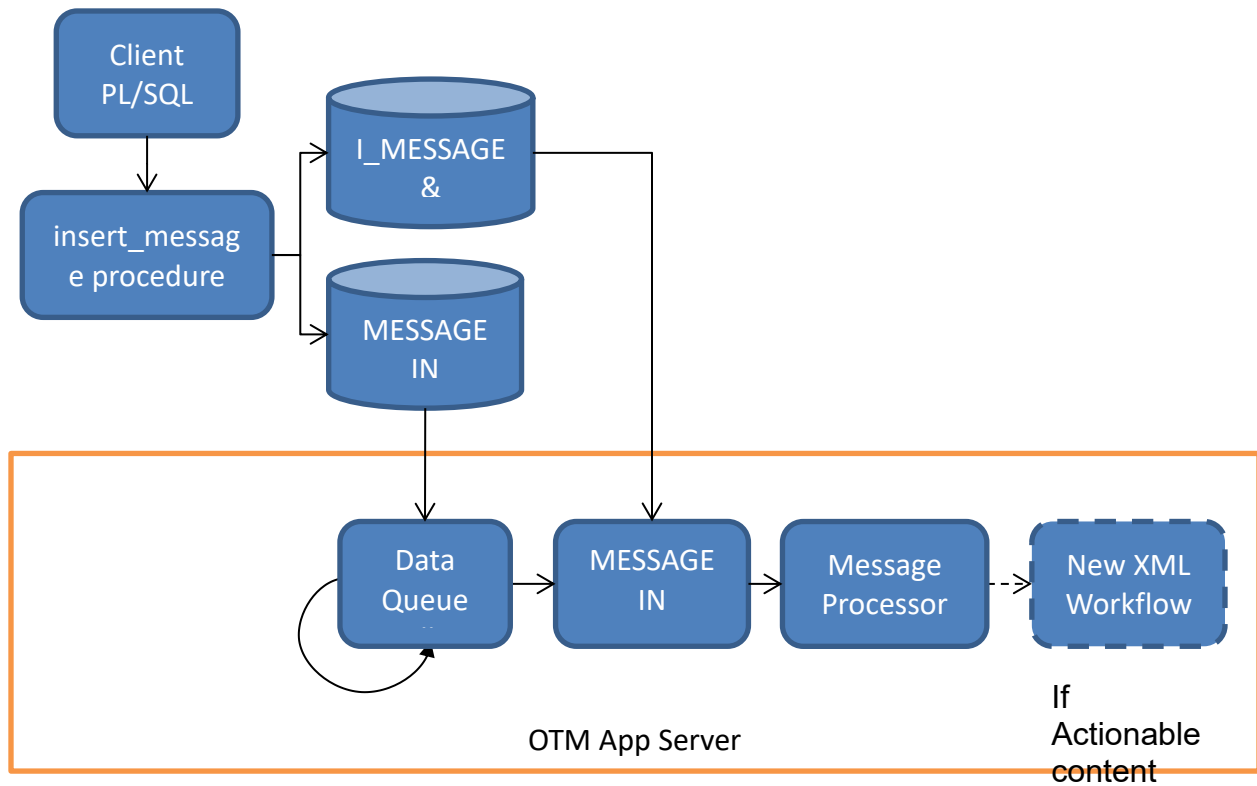 Client
PL/SQL
I_MESSAGE
&
insert_messag
e procedure
MESSAGE
IN
Data
Queue
MESSAGE
IN
Message
Processor
New XML
Workflow
If
Actionable
content
OTM App Server